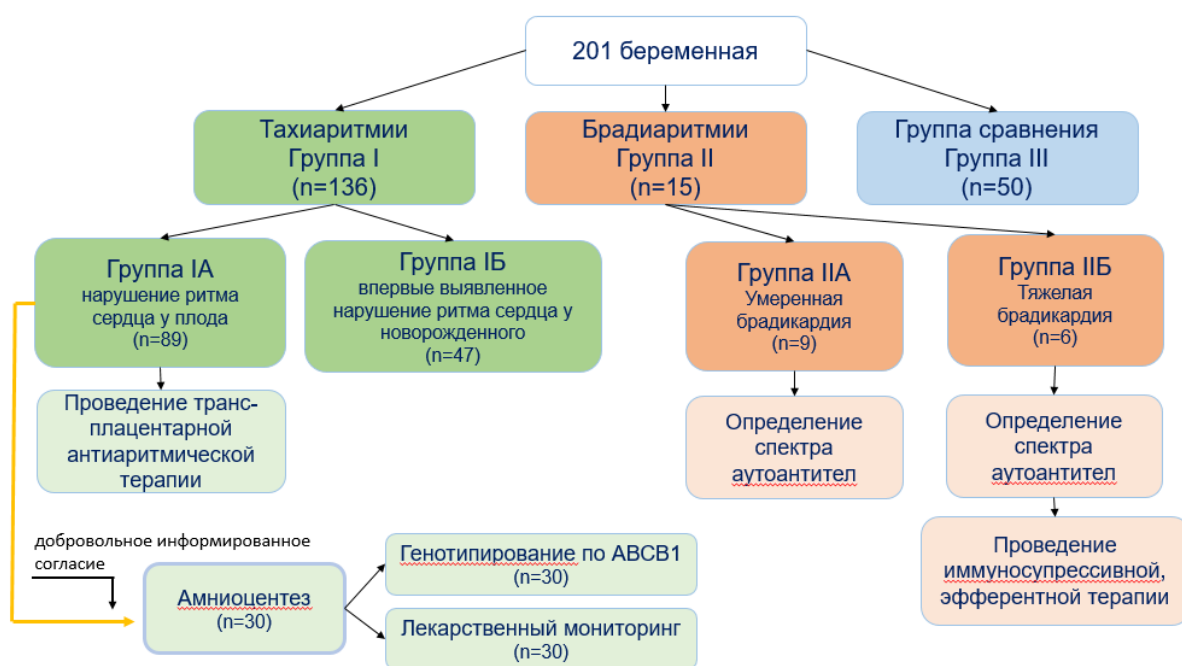 201 беременная
Тахиаритмии
Группа I
(n=136)
Брадиаритмии
Группа II
(n=15)
Группа сравнения
Группа III
(n=50)
Группа IА
нарушение ритма
сердца у плода
(n=89)
Группа IБ
впервые выявленное
нарушение ритма сердца у
новорожденного
(n=47)
Группа IIА
Умеренная
брадикардия
(n=9)
Группа IIБ
Тяжелая
брадикардия
(n=6)
Проведение транс-
плацентарной
антиаритмической
терапии
Определение
спектра
аутоантител
Определение
спектра
аутоантител
добровольное информированное
согласие
Амниоцентез
(n=30)
Генотипирование по ABCB1
(n=30)
Лекарственный мониторинг
(n=30)
Проведение
иммуносупрессивной,
эфферентной терапии